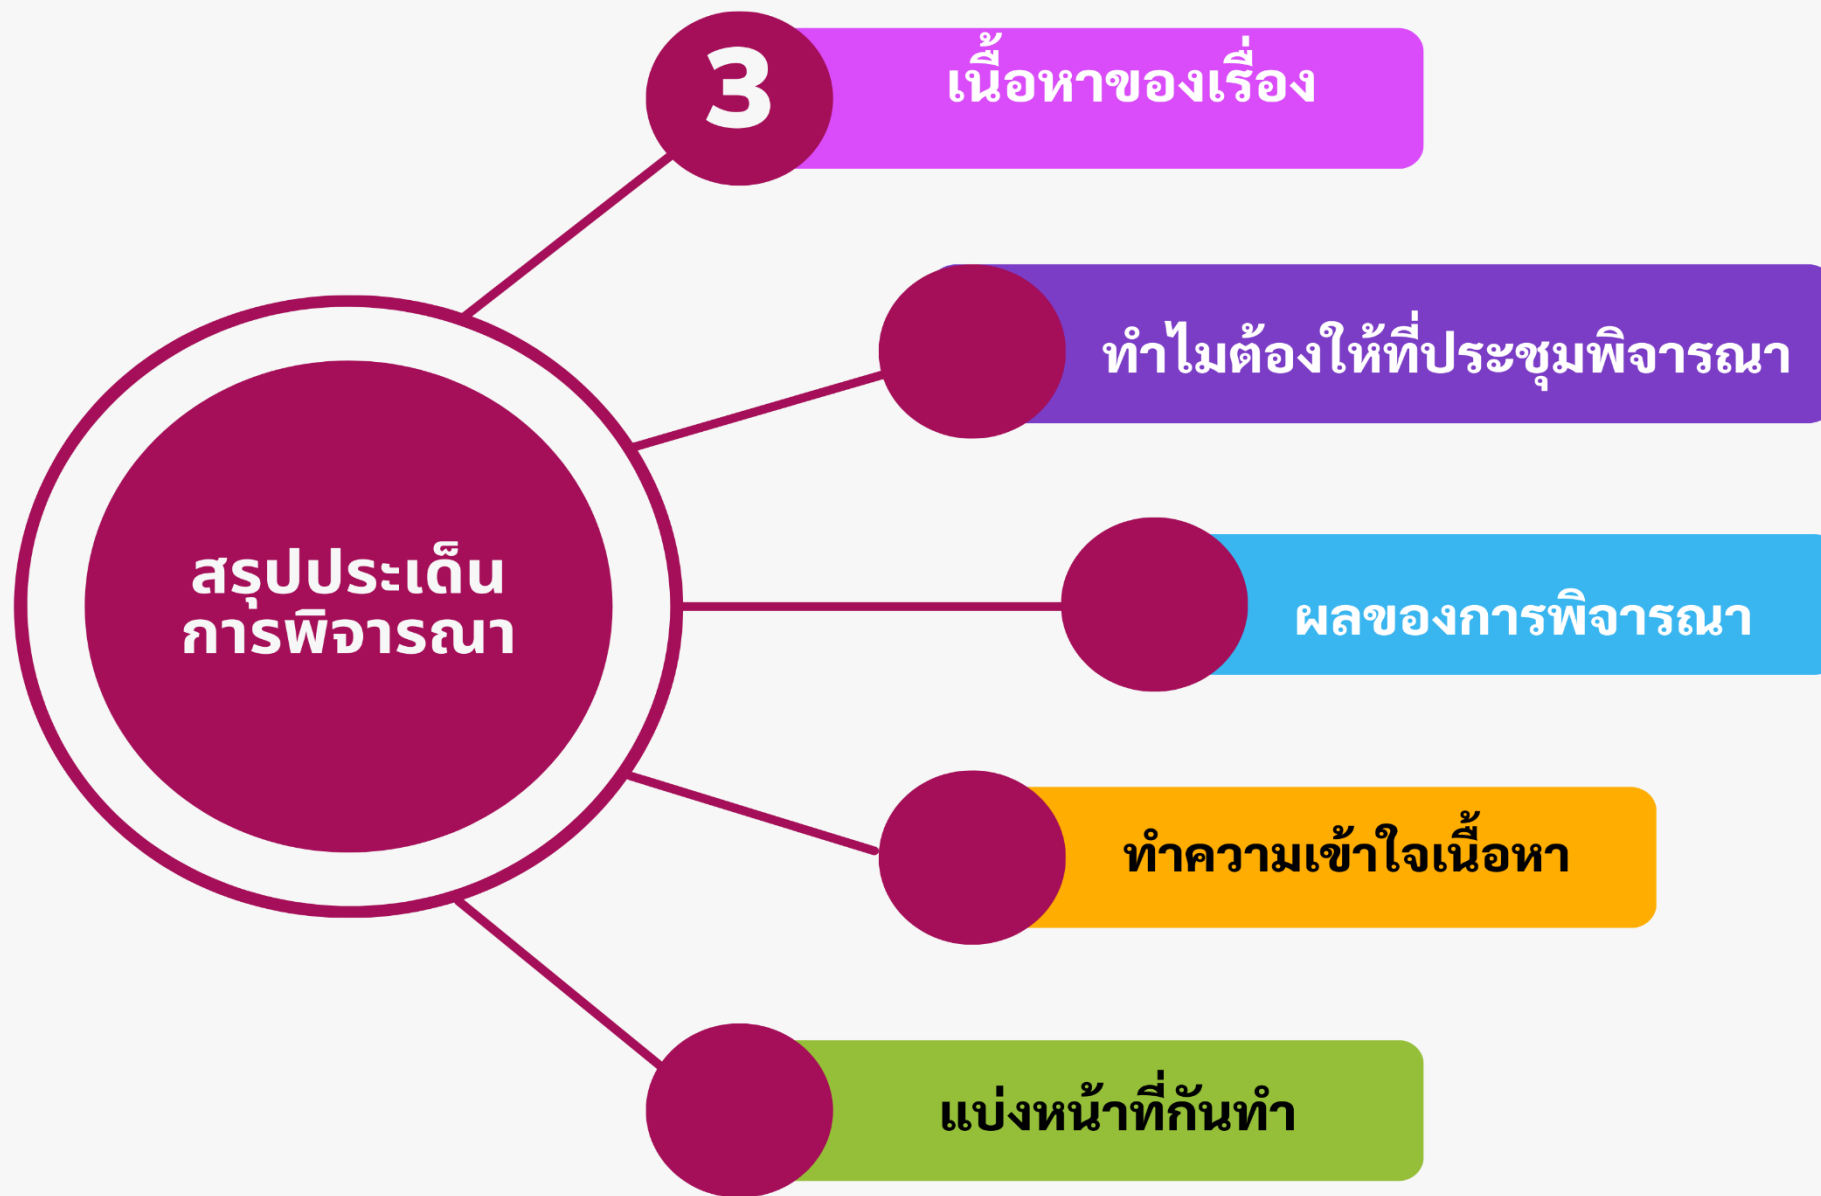 3
เนื้อหาของเรื่อง
ทำไมต้องให้ที่ประชุมพิจารณา
สรุปประเด็น
การพิจารณา
ผลของการพิจารณา
ทำความเข้าใจเนื้อหา
แบ่งหน้าที่กันทำ